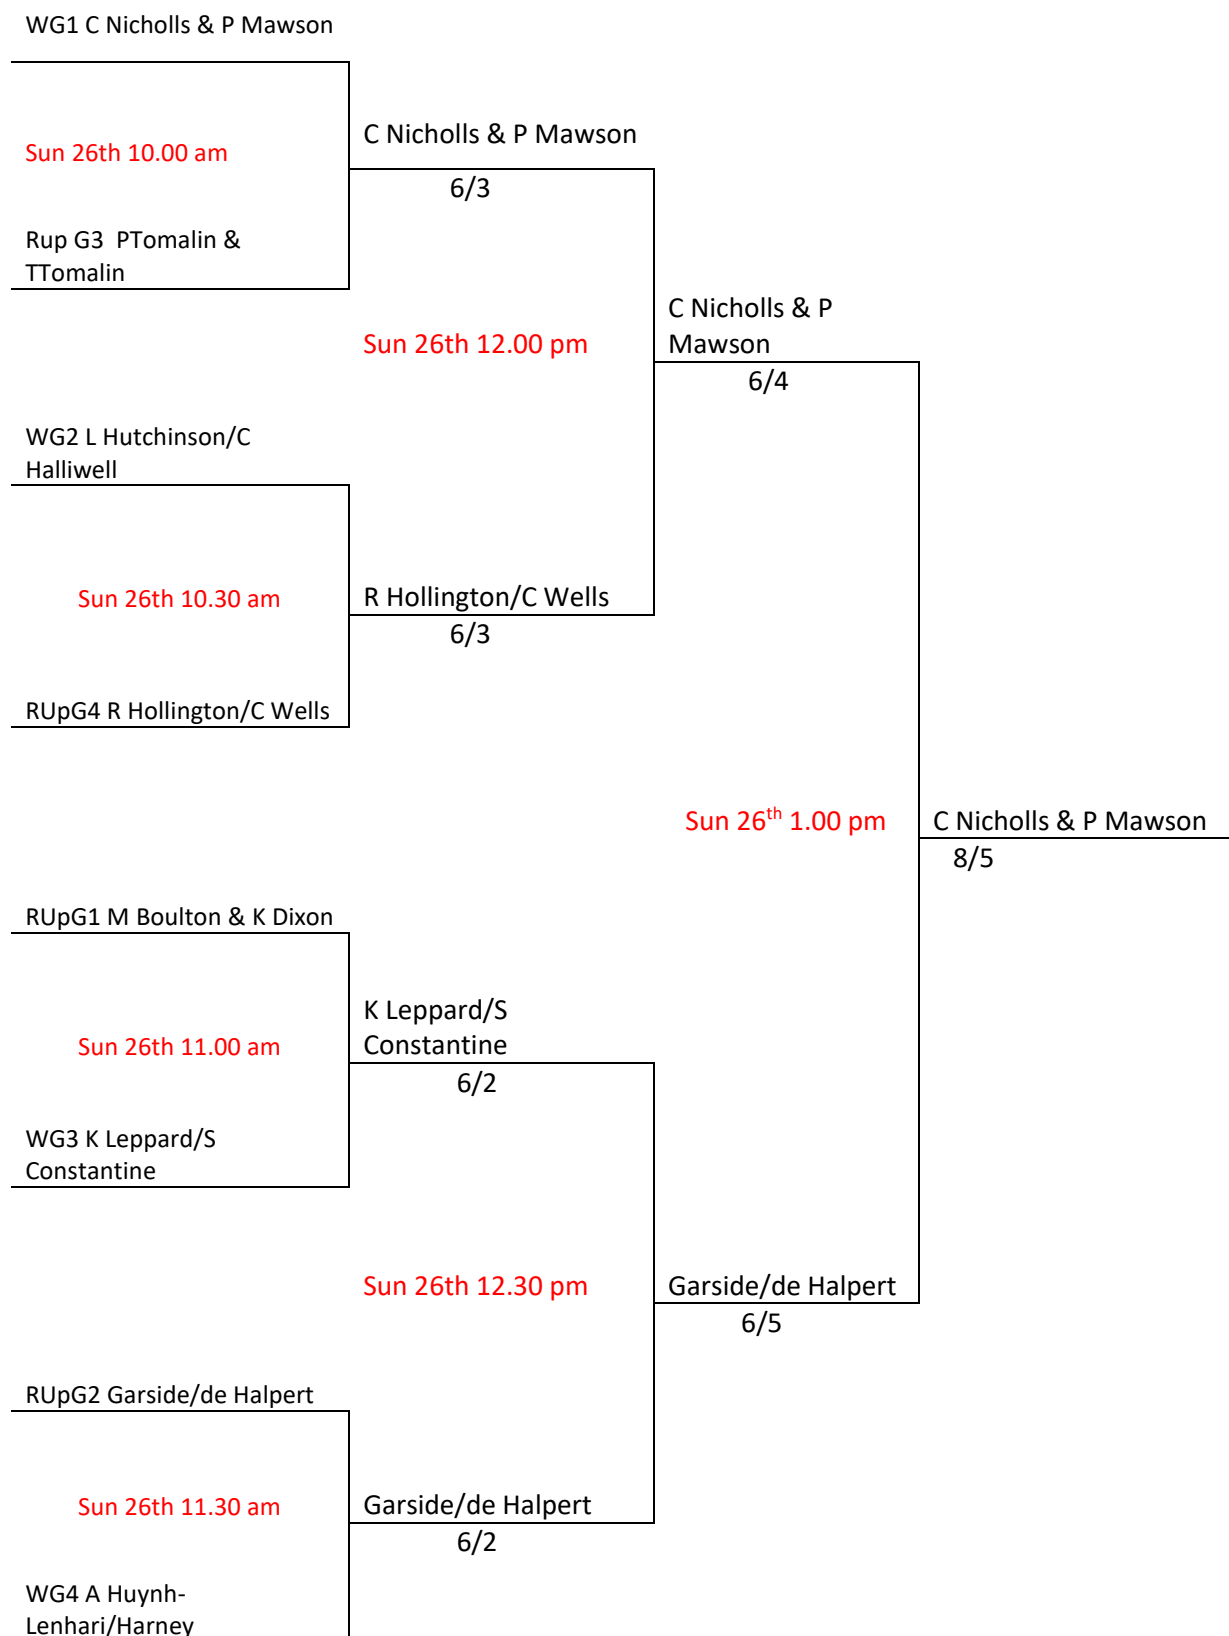 WG1 C Nicholls & P Mawson
C Nicholls & P Mawson
Sun 26th 10.00 am
6/3
Rup G3  PTomalin &
TTomalin
C Nicholls & P
Mawson
Sun 26th 12.00 pm
6/4
WG2 L Hutchinson/C
Halliwell
Sun 26th 10.30 am
R Hollington/C Wells
6/3
RUpG4 R Hollington/C Wells
Sun 26th 1.00 pm
C Nicholls & P Mawson
8/5
RUpG1 M Boulton & K Dixon
K Leppard/S
Constantine
Sun 26th 11.00 am
6/2
WG3 K Leppard/S
Constantine
Sun 26th 12.30 pm
Garside/de Halpert
6/5
RUpG2 Garside/de Halpert
Sun 26th 11.30 am
Garside/de Halpert
6/2
WG4 A Huynh-
Lenhari/Harney